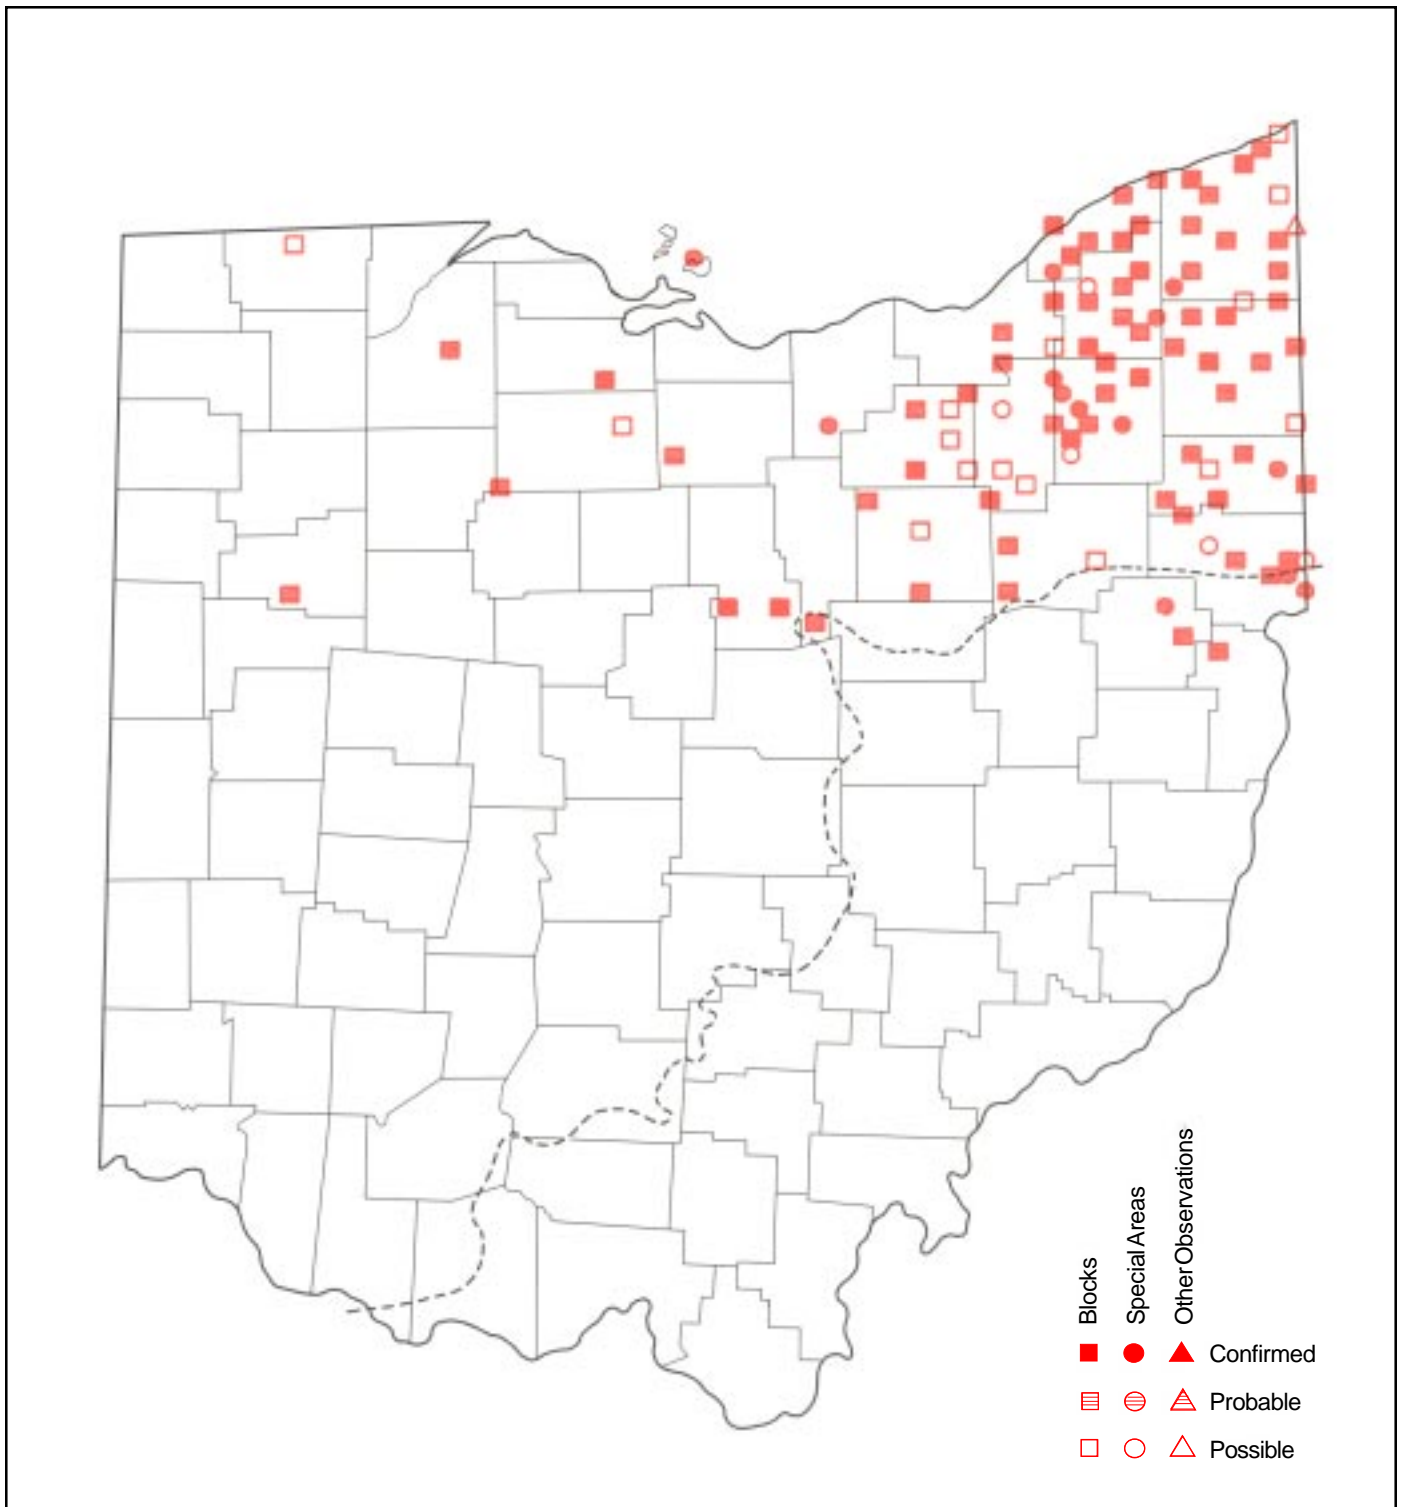 Blocks
Special Areas
Other Observations
Confirmed
Probable
Possible